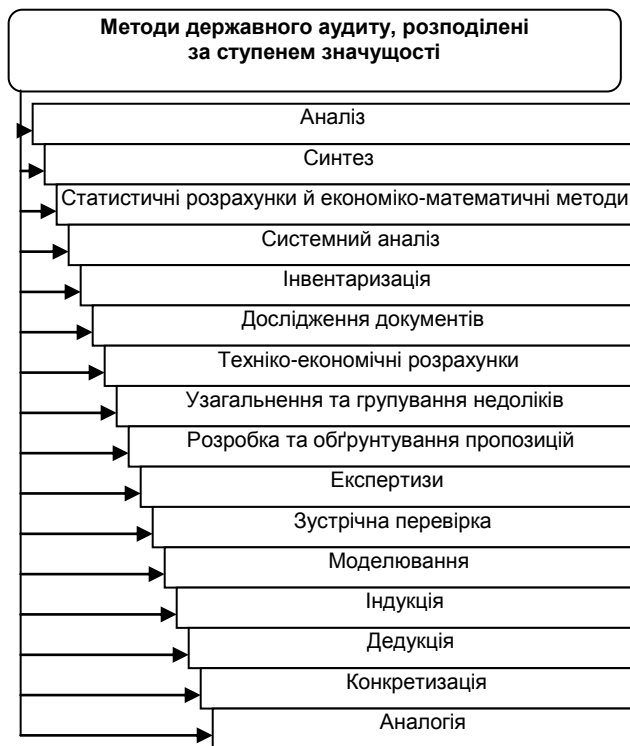 Методи державного аудиту, розподілені
за ступенем значущості
Аналіз
Синтез
Статистичні розрахунки й економіко-математичні методи
Системний аналіз
Інвентаризація
Дослідження документів
Техніко-економічні розрахунки
Узагальнення та групування недоліків
Розробка та обґрунтування пропозицій
Експертизи
Зустрічна перевірка
Моделювання
Індукція
Дедукція
Конкретизація
Аналогія